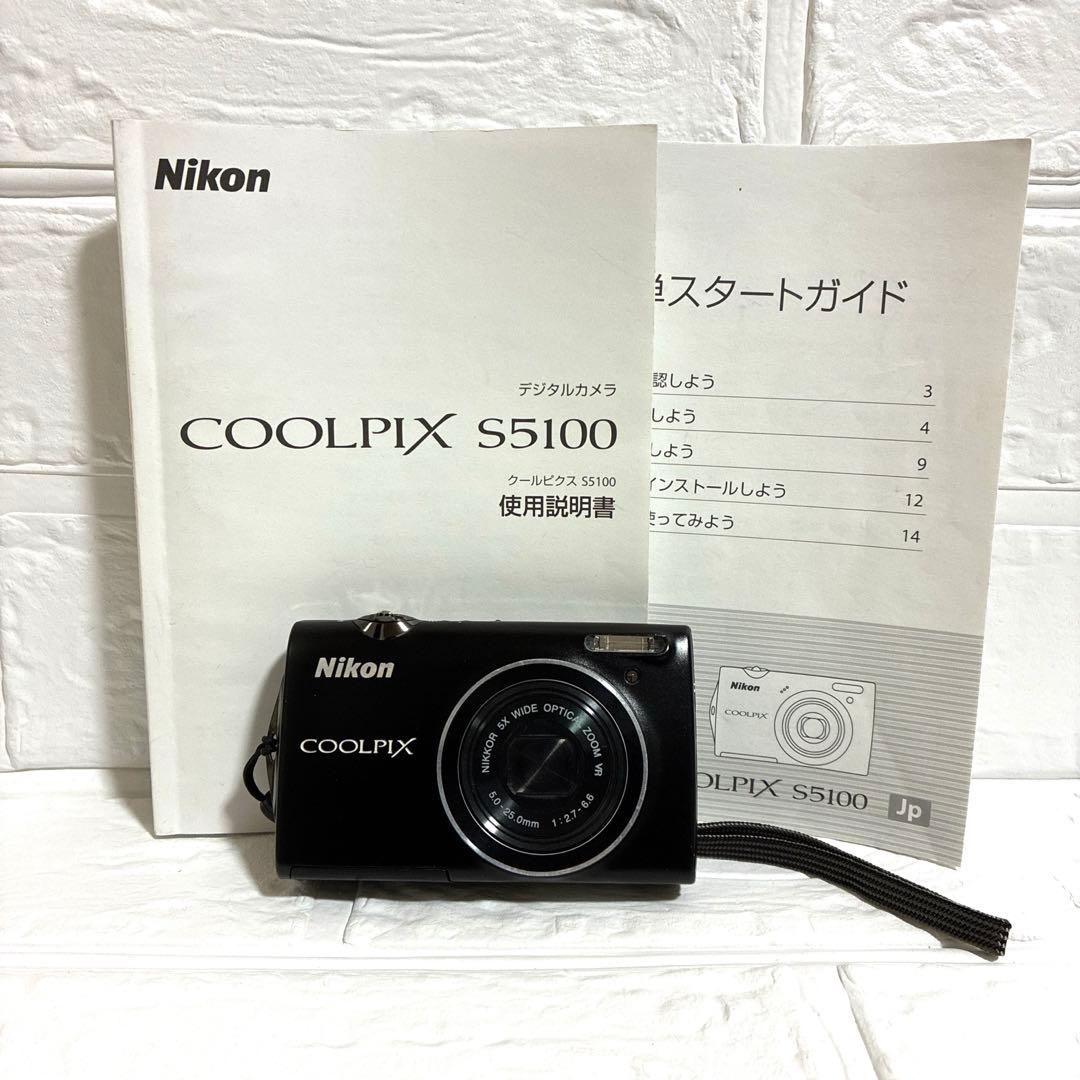 Nikon
デジタルカメラ
COOLPIX S5100
クールピクス S5100
使用説明書
単スタートガイド
認しよう 3
しよう 4
しよう 9
インストールしよう 12
使ってみよう 14
Nikon
COOLPIX
OLPIX S5100 Jp
Nikon
COOLPIX
NIKKOR 5X WIDE OPTICAL ZOOM VR
5.0-25.0mm 1:2.7-6.6